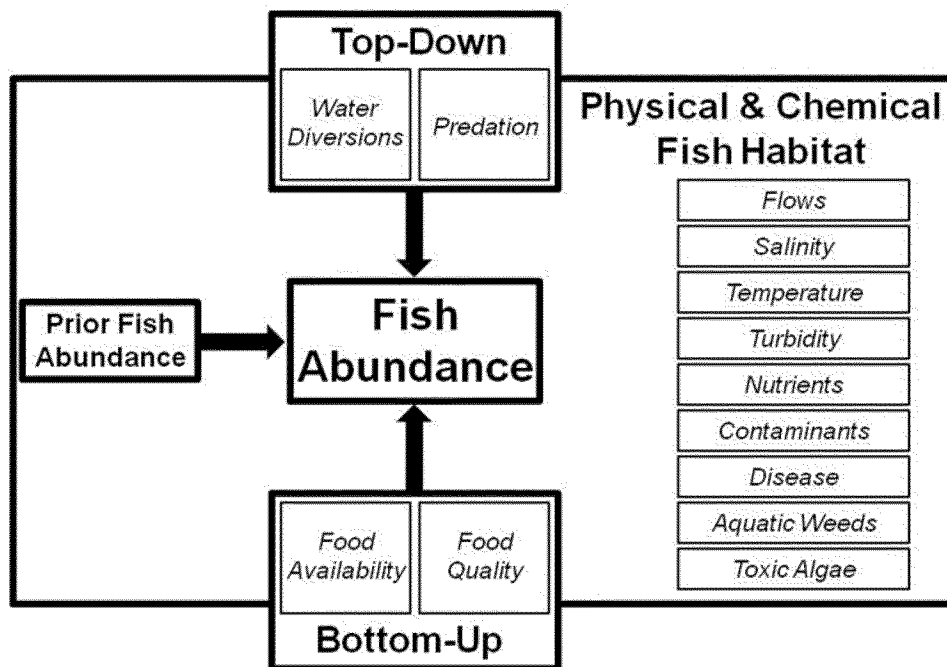 Top-Down
Water
Diversions
Predation
Physical & Chemical
Fish Habitat
Flows
Salinity
Temperature
Turbidity
Nutrients
Contaminants
Disease
Aquatic Weeds
Toxic Algae
Prior Fish
Abundance
Fish
Abundance
Food
Availability
Food
Quality
Bottom-Up